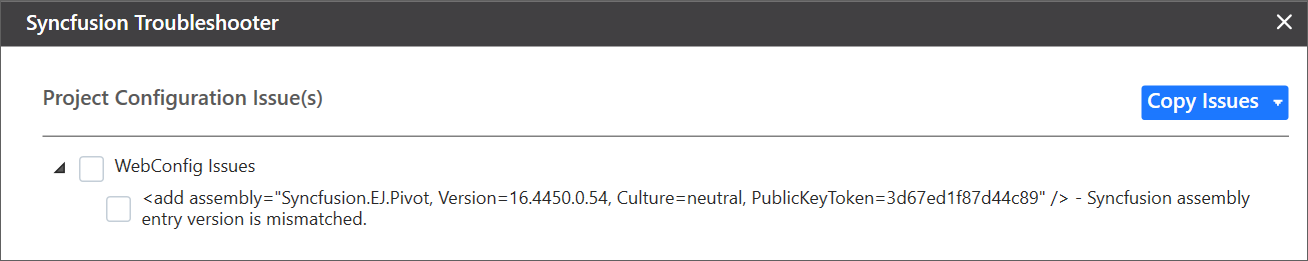 Syncfusion Troubleshooter
Project Configuration Issue(s)
Copy Issues
WebConfig Issues
<add assembly="Syncfusion.EJ.Pivot, Version=16.4450.0.54, Culture=neutral, PublicKeyToken=3d67ed1f87d44c89" /> - Syncfusion assembly
entry version is mismatched.